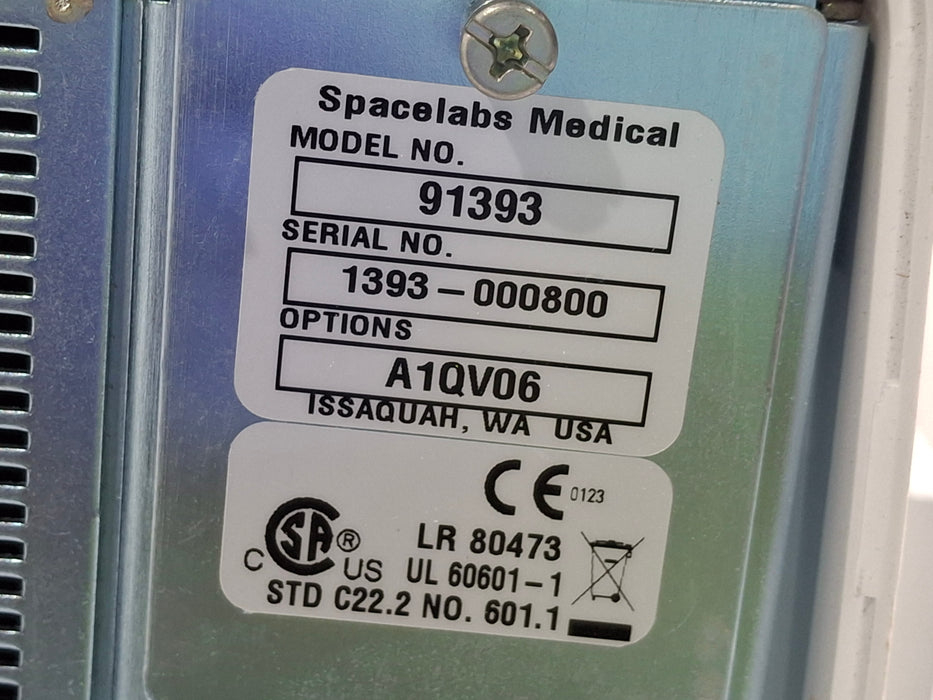 Spacelabs Medical
MODEL NO.
91393
SERIAL NO.
1393-000800
OPTIONS
A1QV06
ISSAQUAH, WA USA
CE 0123
CSA ®
C US
LR 80473
UL 60601-1
STD C22.2 NO. 601.1